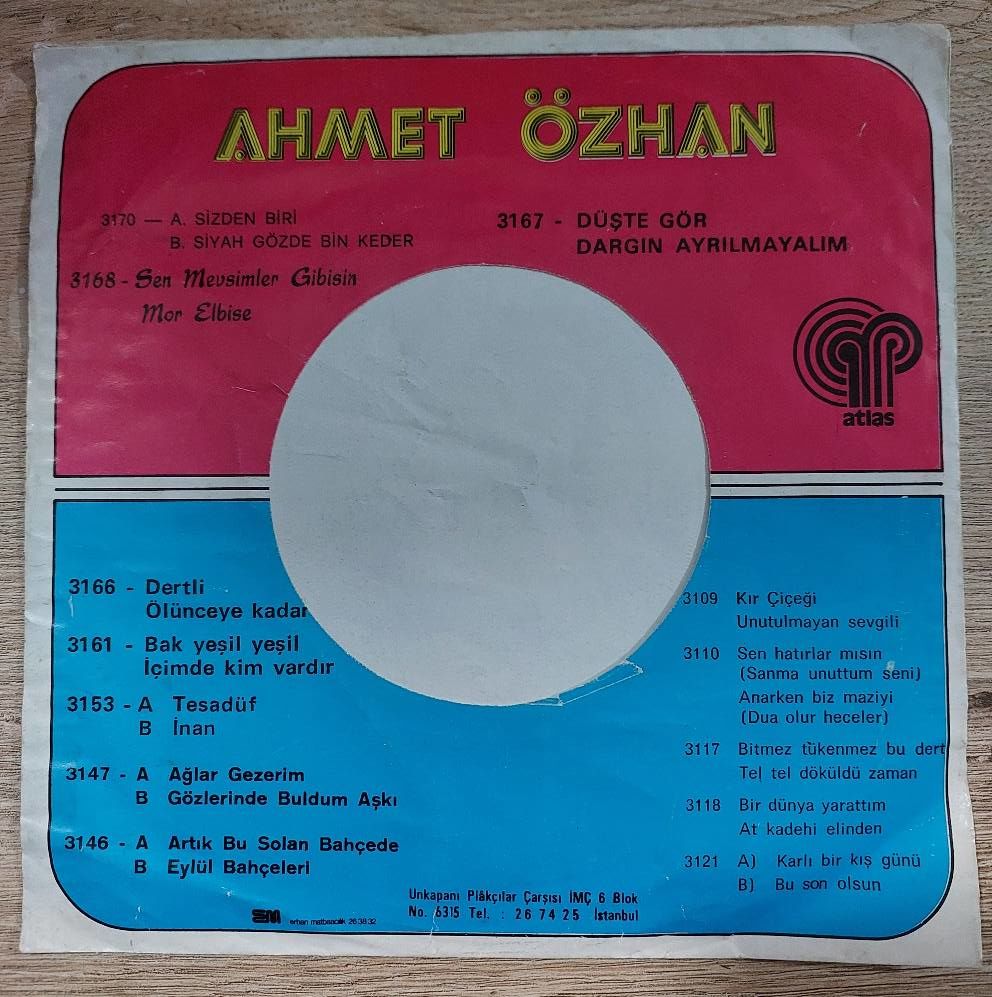 AHMET ÖZHAN
3170 — A. SİZDEN BİRİ
B. SİYAH GÖZDE BİN KEDER
3168 - Sen Mevsimler Gibisin
Mor Elbise
3167 - DÜŞTE GÖR
DARGIN AYRILMAYALIM
atlas
3166 - Dertli
Ölünceye kadar
3161 - Bak yeşil yeşil
İçimde kim vardır
3153 - A Tesadüf
B İnan
3147 - A Ağlar Gezerim
B Gözlerinde Buldum Aşkı
3146 - A Artık Bu Solan Bahçede
B Eylül Bahçeleri
3109 Kır Çiçeği
Unutulmayan sevgili
3110 Sen hatırlar mısın
(Sanma unuttum seni)
Anarken biz maziyi
(Dua olur heceler)
3117 Bitmez tükenmez bu dert
Tel tel döküldü zaman
3118 Bir dünya yarattım
At kadehi elinden
3121 A) Karlı bir kış günü
B) Bu son olsun
Unkapanı Plâkçılar Çarşısı İMÇ 6 Blok
No. 6315 Tel. : 26 74 25 İstanbul
erhan matbaacılık 26 38 32